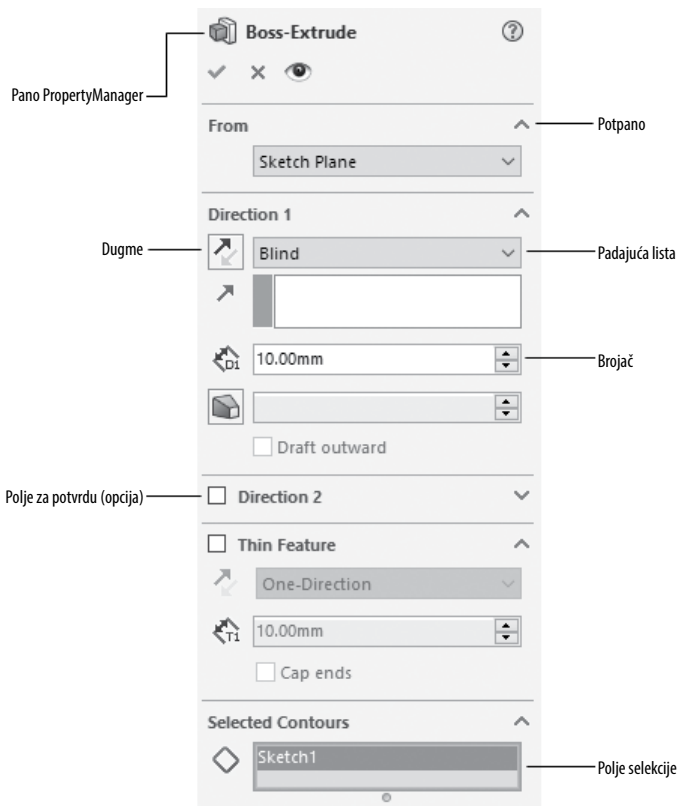 Boss-Extrude
Pano PropertyManager
From
Potpano
Sketch Plane
Direction 1
Dugme
Blind
Padajuća lista
D1
10.00mm
Brojač
Draft outward
Polje za potvrdu (opcija)
Direction 2
Thin Feature
One-Direction
T1
10.00mm
Cap ends
Selected Contours
Sketch1
Polje selekcije